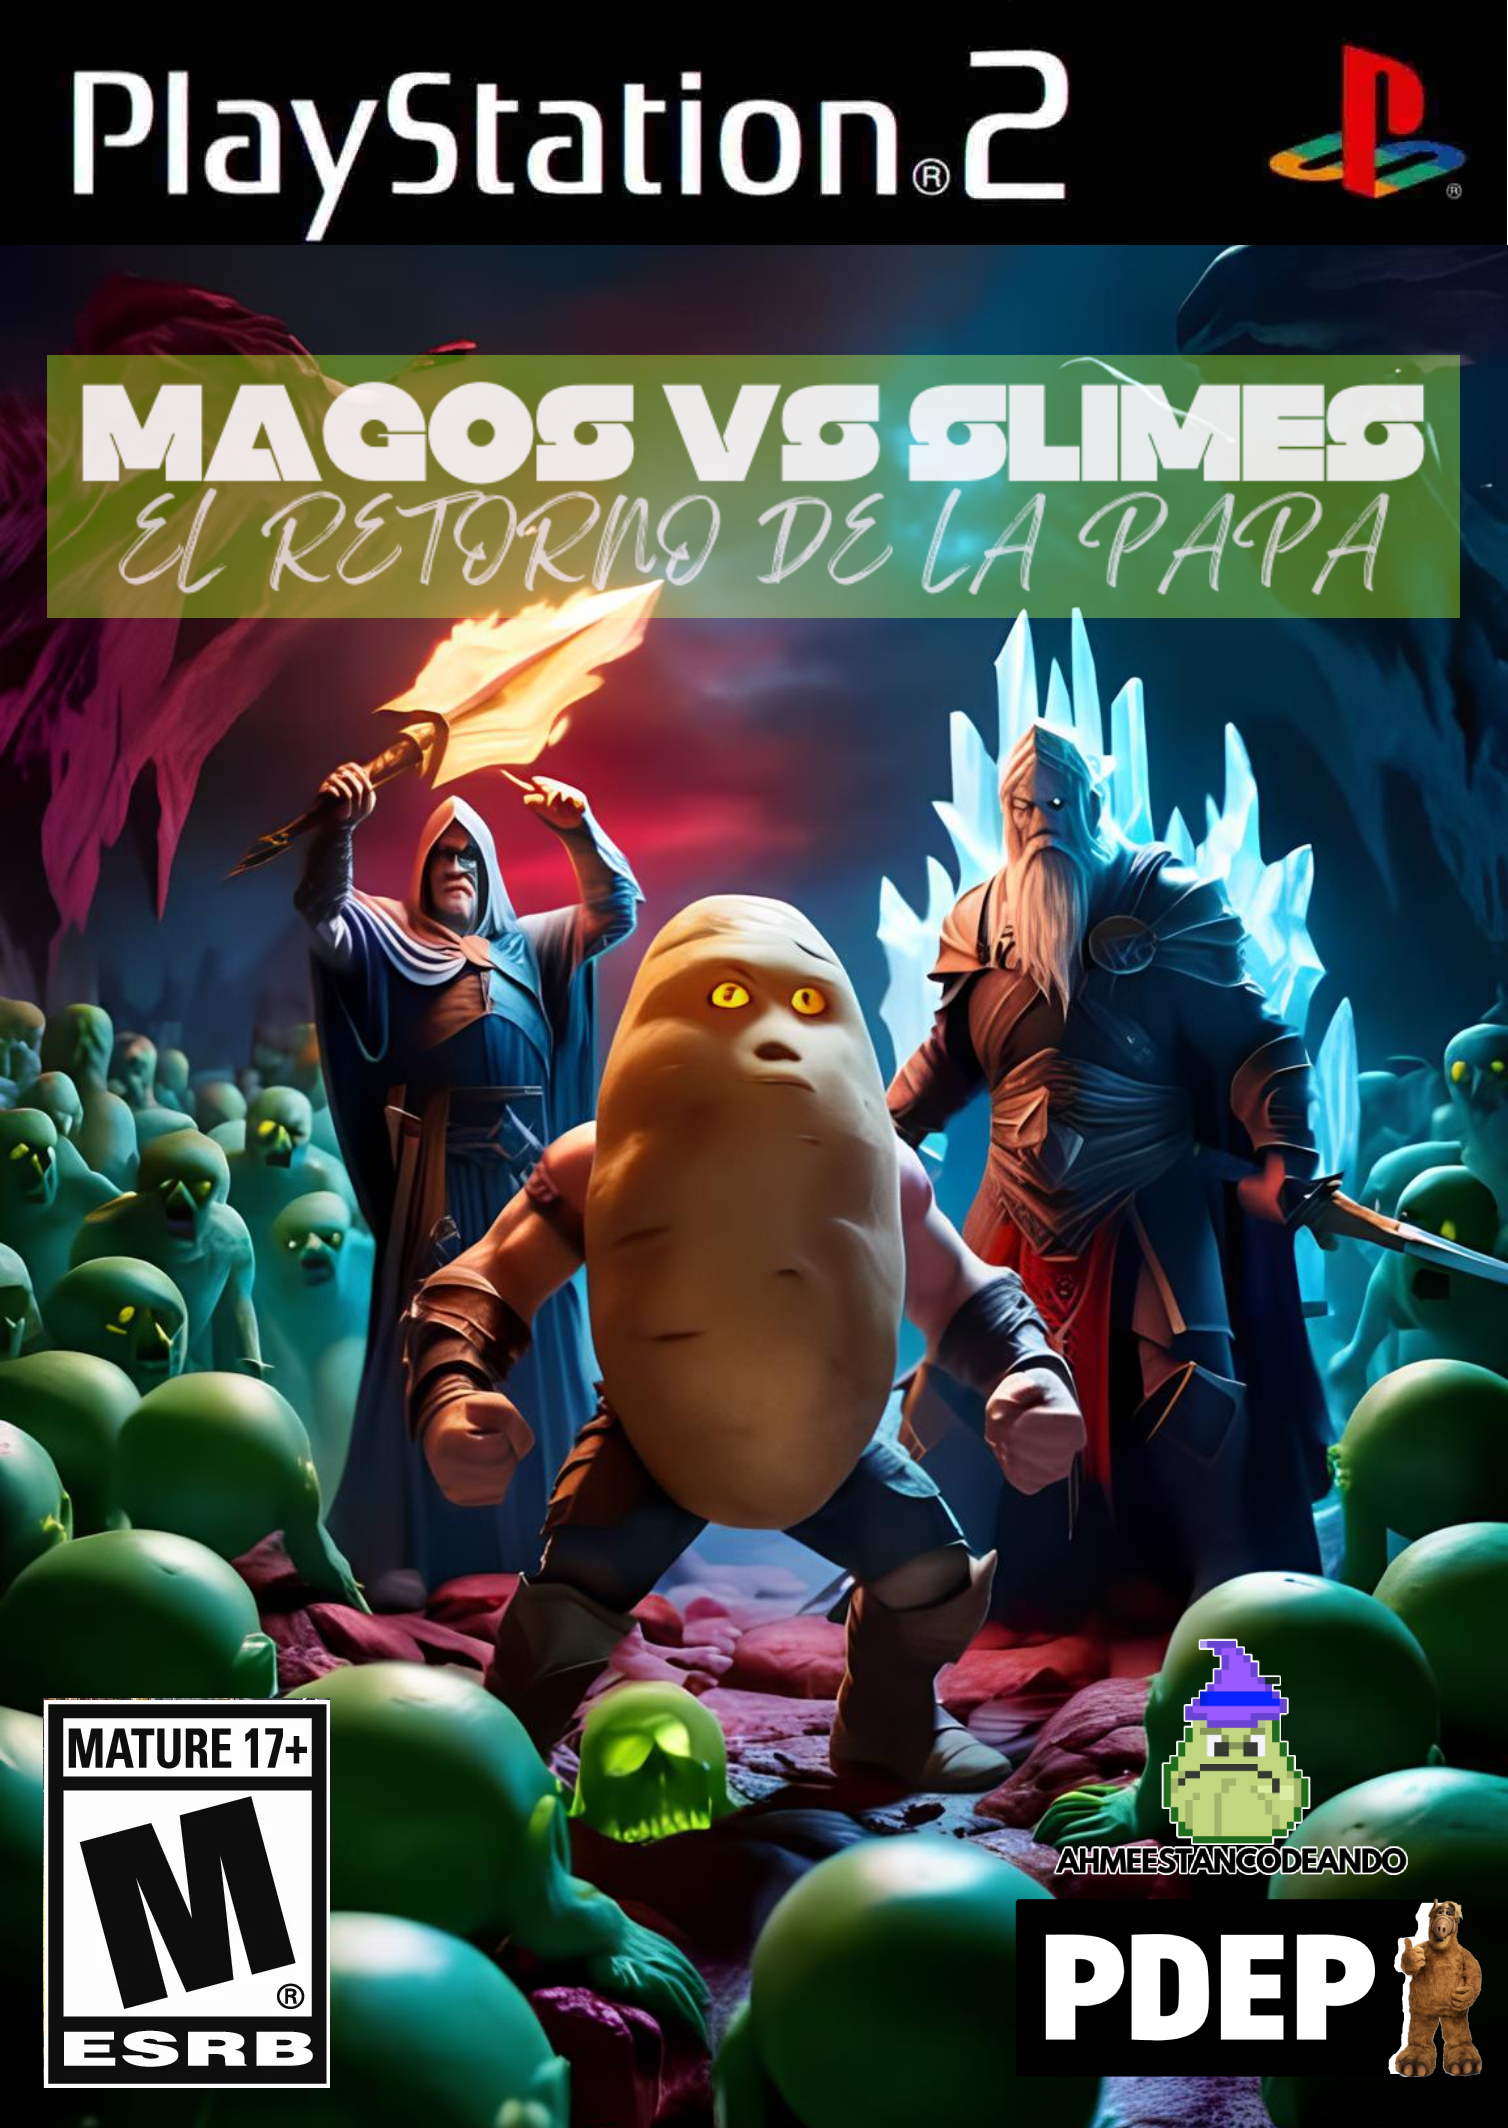 PlayStation®2
MAGOS VS SLIMES
EL RETORNO DE LA PAPA
MATURE 17+
M
®
ESRB
AHMEESTANCODEANDO
PDEP